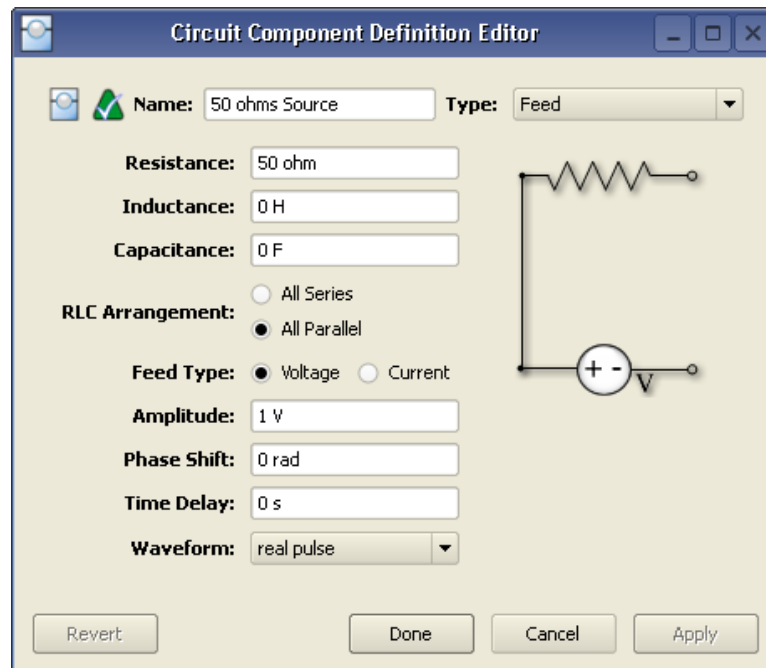 Circuit Component Definition Editor
Name: 50 ohms Source Type: Feed
Resistance: 50 ohm
Inductance: 0 H
Capacitance: 0 F
RLC Arrangement: All Series
All Parallel
Feed Type: Voltage Current
Amplitude: 1 V
Phase Shift: 0 rad
Time Delay: 0 s
Waveform: real pulse
+ -
V
Revert Done Cancel Apply